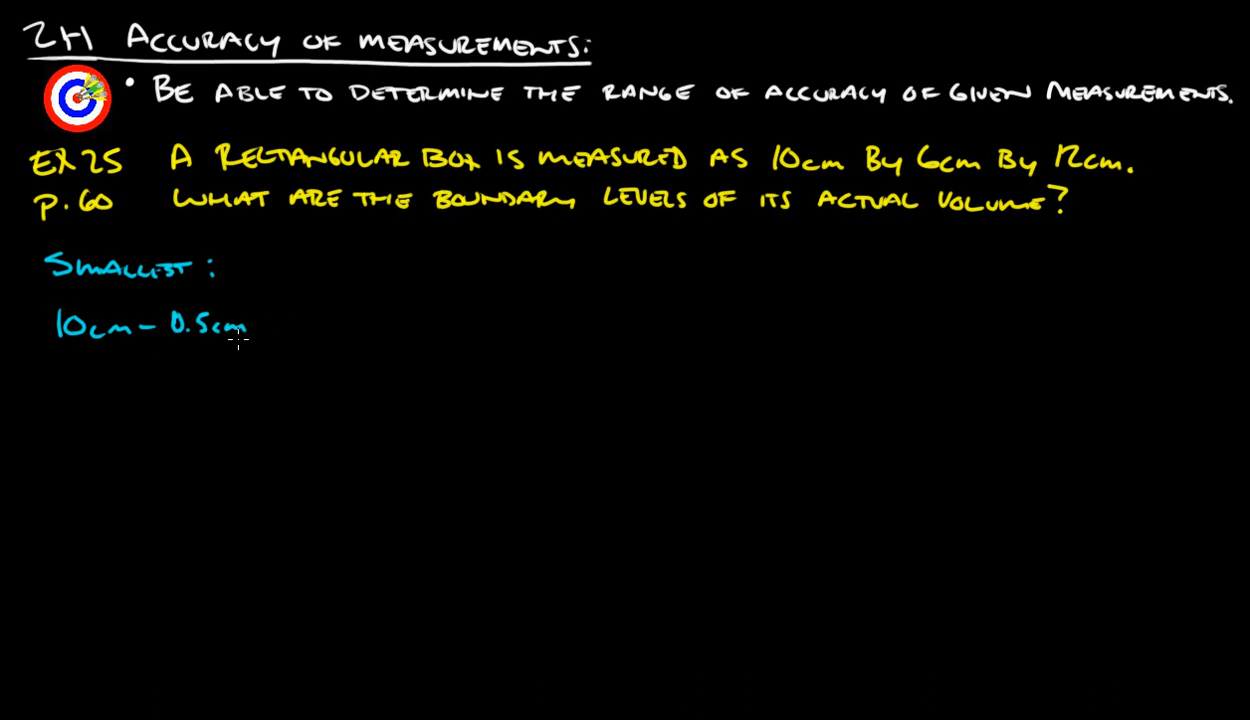 2H ACCURACY OF MEASUREMENTS:
• BE ABLE TO DETERMINE THE RANGE OF ACCURACY OF GIVEN MEASUREMENTS.
EX 25 A RECTANGULAR BOX IS MEASURED AS 10cm BY 6cm BY 12cm.
P. 60 WHAT ARE THE BOUNDARY LEVELS OF ITS ACTUAL VOLUME?
SMALLEST:
10cm - 0.5cm